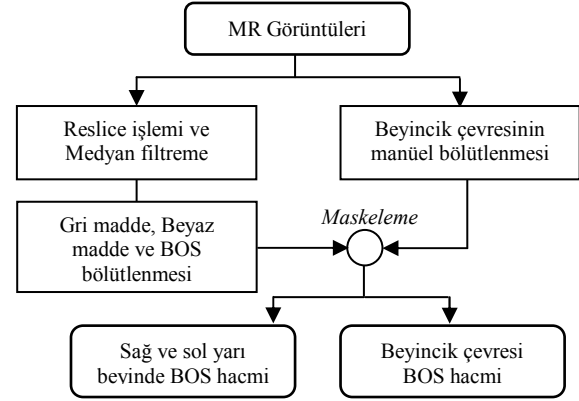 MR Görüntüleri
Reslice işlemi ve
Medyan filtreme
Beyincik çevresinin
manüel bölütlenmesi
Gri madde, Beyaz
madde ve BOS
bölütlenmesi
Maskeleme
Sağ ve sol yarı
beyinde BOS hacmi
Beyincik çevresi
BOS hacmi